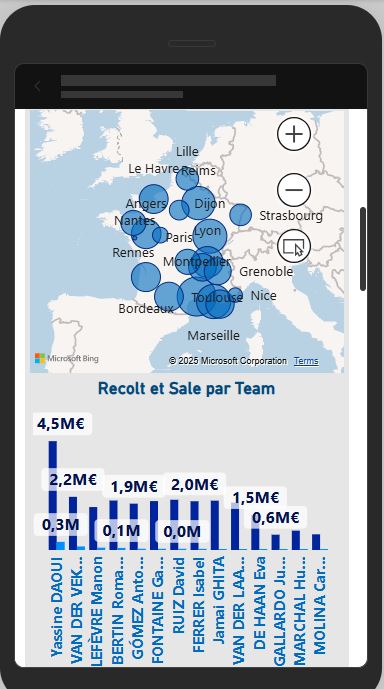 Lille
Le Havre Reims
Angers Dijon
Nantes Strasbourg
Paris Lyon
Rennes
Montpellier
Grenoble
Toulouse Nice
Bordeaux
Marseille
Microsoft Bing © 2025 Microsoft Corporation Terms
Recolt et Sale par Team
4,5M€
2,2M€ 1,9M€ 2,0M€
1,5M€
0,3M 0,1M 0,0M 0,6M€
Yassine DAOUI
VAN DER VEK...
LEFÈVRE Manon
BERTIN Roma...
GÓMEZ Anto...
FONTAINE Ga...
RUIZ David
FERRER Isabel
Jamai GHITA
VAN DER LAA...
DE HAAN Eva
GALLARDO Ju...
MARCHAL Hu...
MOLINA Car...